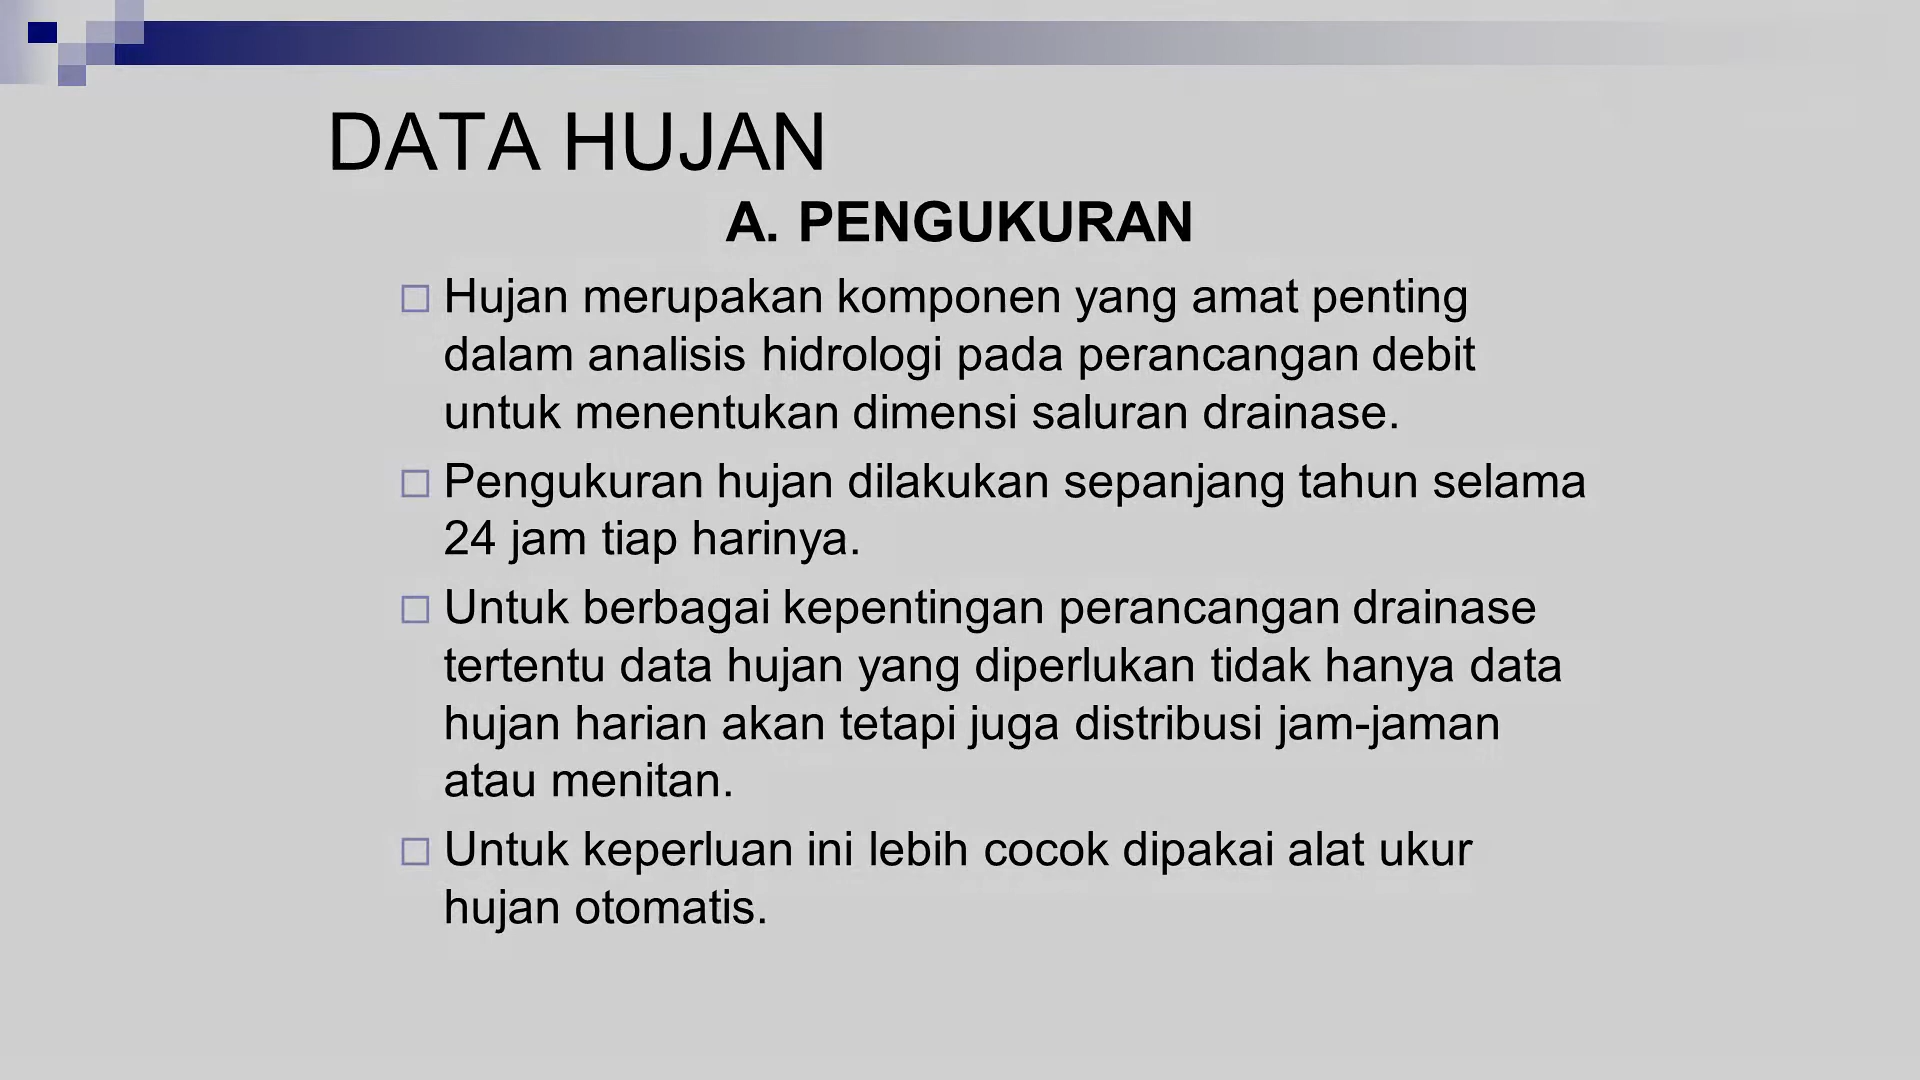 DATA HUJAN
A. PENGUKURAN
Hujan merupakan komponen yang amat penting
dalam analisis hidrologi pada perancangan debit
untuk menentukan dimensi saluran drainase.
Pengukuran hujan dilakukan sepanjang tahun selama
24 jam tiap harinya.
Untuk berbagai kepentingan perancangan drainase
tertentu data hujan yang diperlukan tidak hanya data
hujan harian akan tetapi juga distribusi jam-jaman
atau menitan.
Untuk keperluan ini lebih cocok dipakai alat ukur
hujan otomatis.